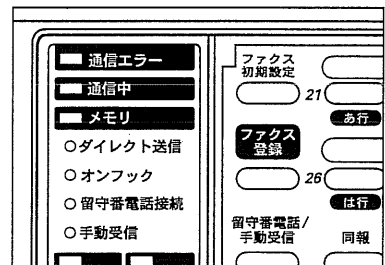 通信エラー
通信中
メモリ
○ダイレクト送信
○オンフック
○留守番電話接続
○手動受信
ファクス
初期設定
21
あ行
ファクス
登録
26
は行
留守番電話/
手動受信
同報